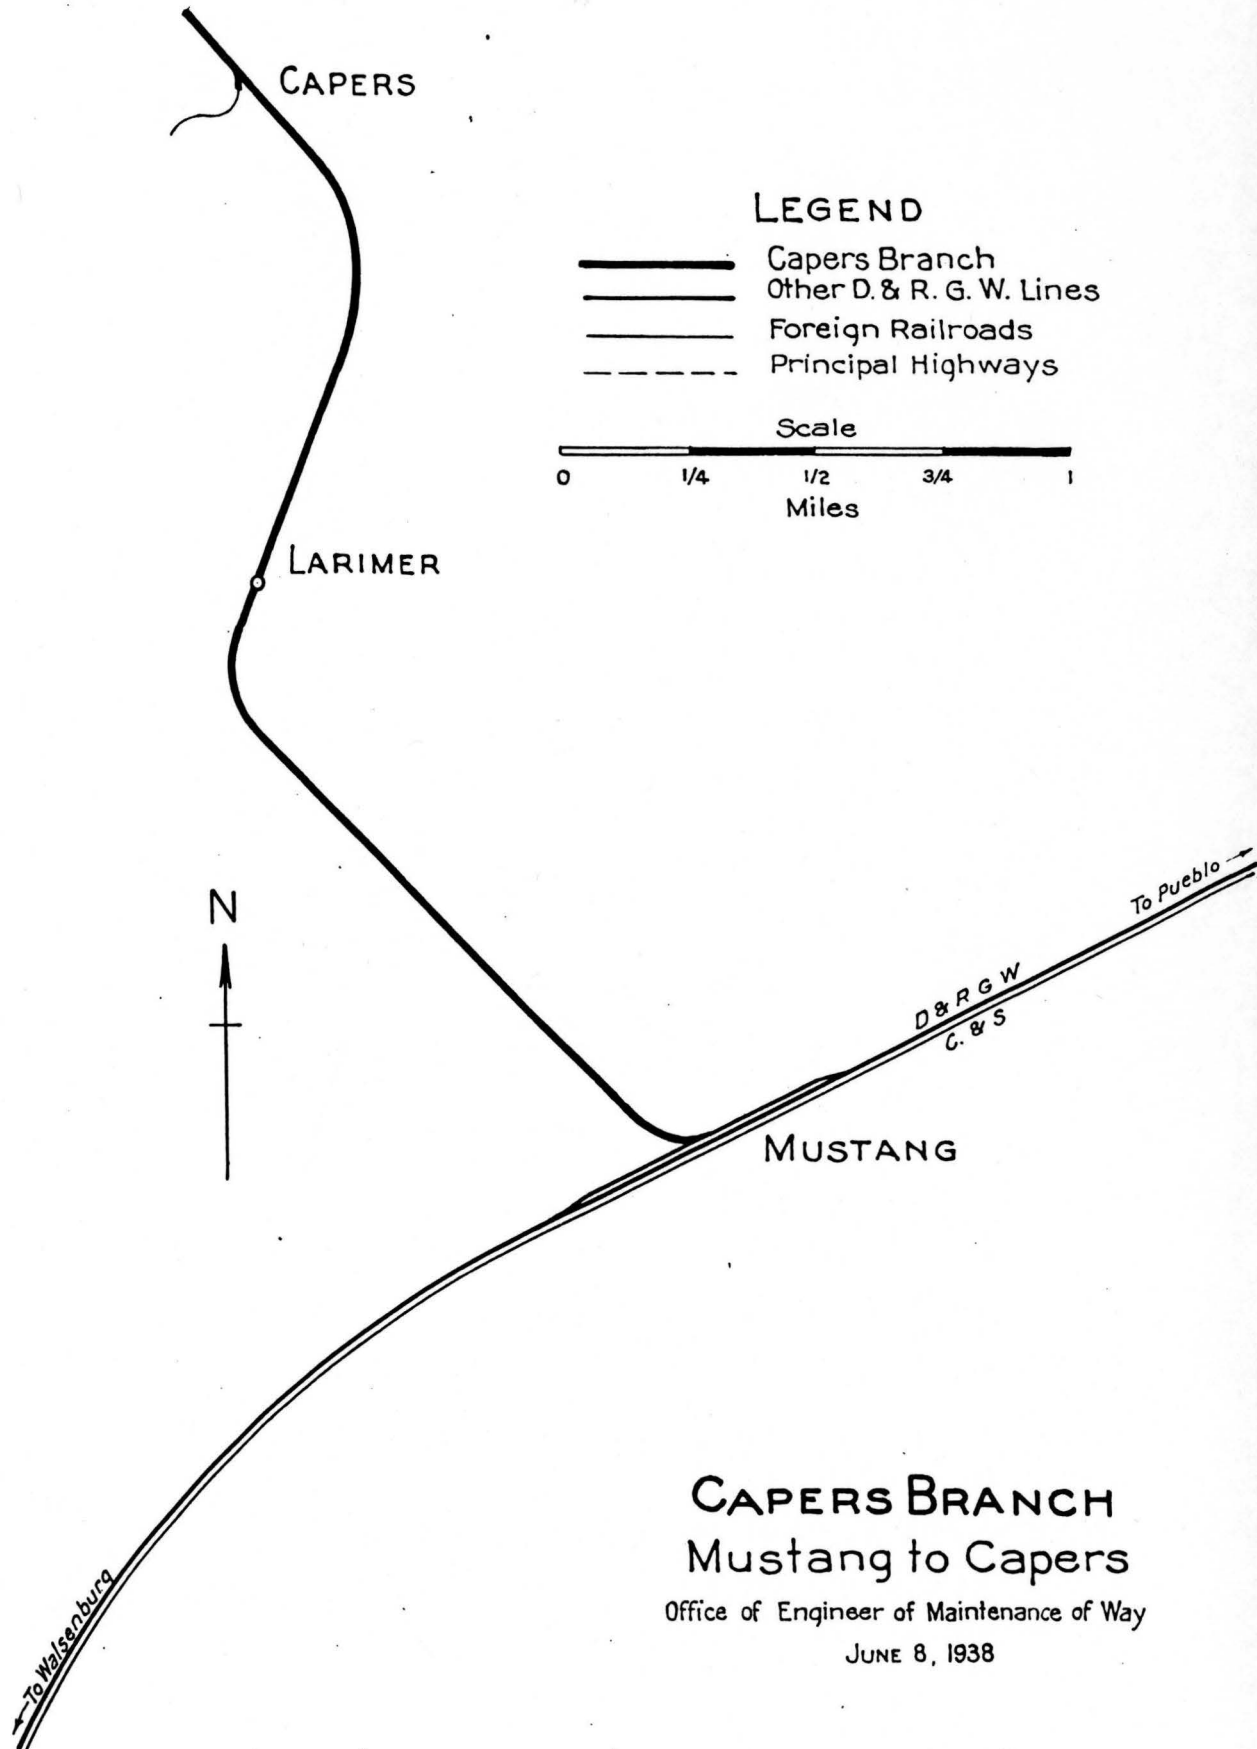 CAPERS
LEGEND
Capers Branch
Other D. & R. G. W. Lines
Foreign Railroads
Principal Highways
Scale
0 1/4 1/2 3/4 1
Miles
LARIMER
N
To Pueblo
D & R G W
C. & S
MUSTANG
CAPERS BRANCH
Mustang to Capers
Office of Engineer of Maintenance of Way
JUNE 8, 1938
To Walsenburg